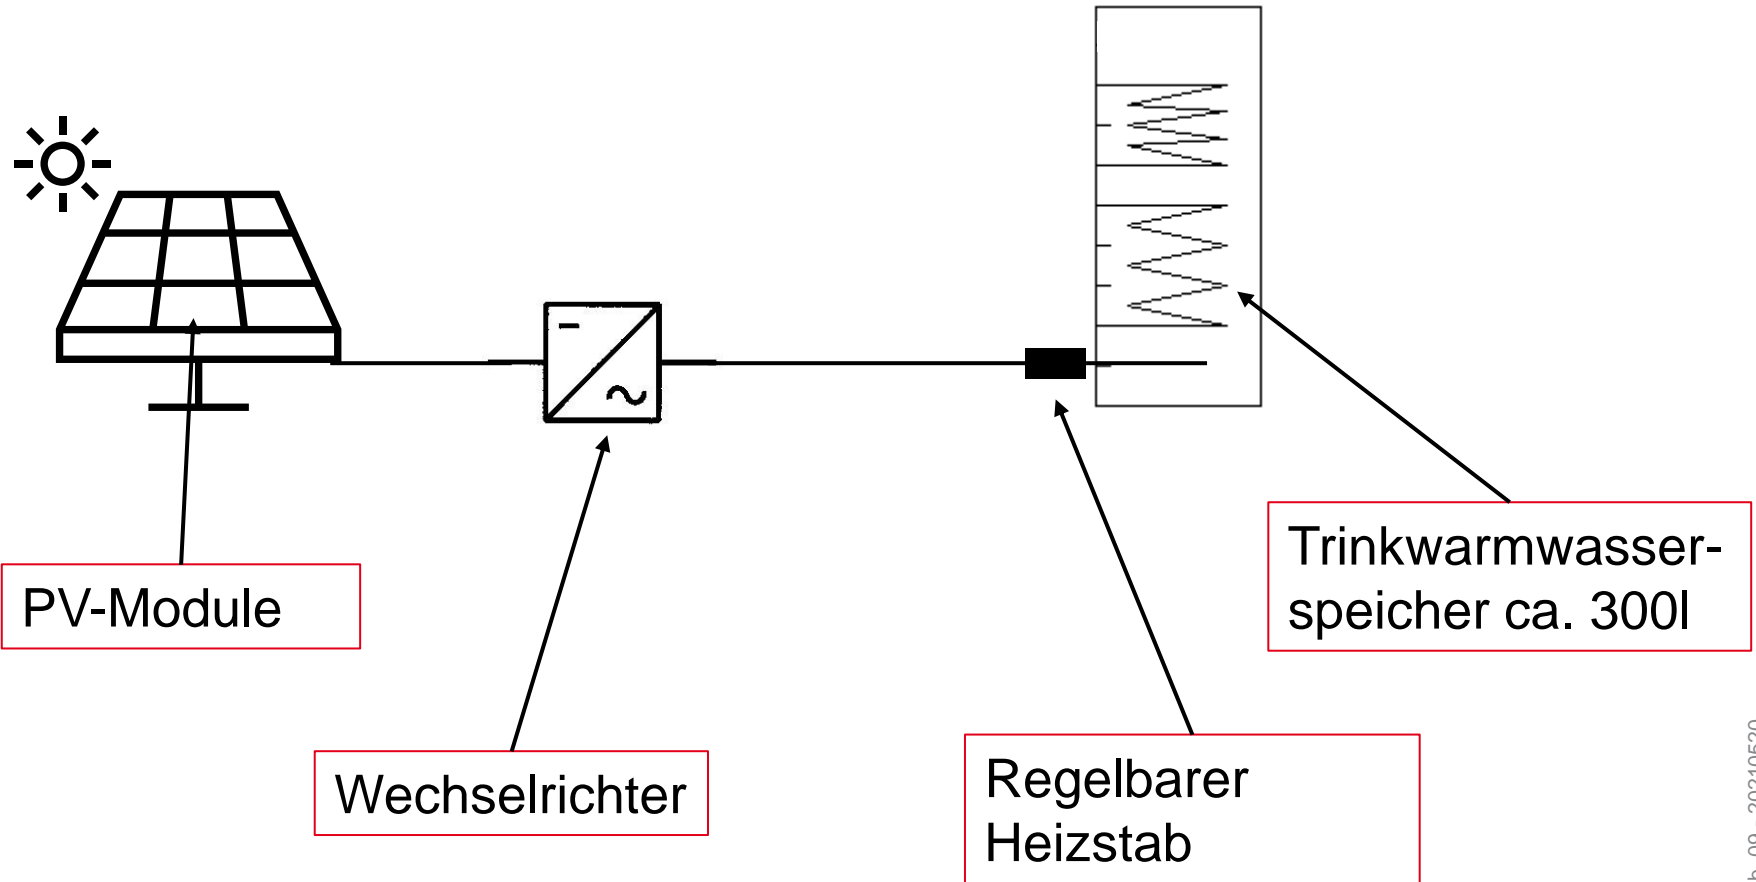 PV-Module
Wechselrichter
Regelbarer
Heizstab
Trinkwarmwasser-
speicher ca. 300l